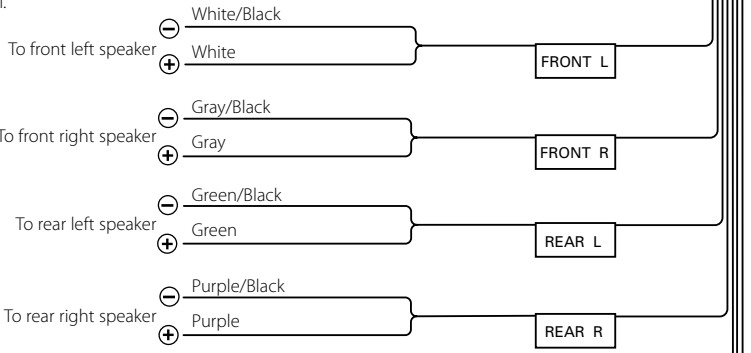 White/Black
To front left speaker
White
FRONT L
Gray/Black
To front right speaker
Gray
FRONT R
Green/Black
To rear left speaker
Green
REAR L
Purple/Black
To rear right speaker
Purple
REAR R